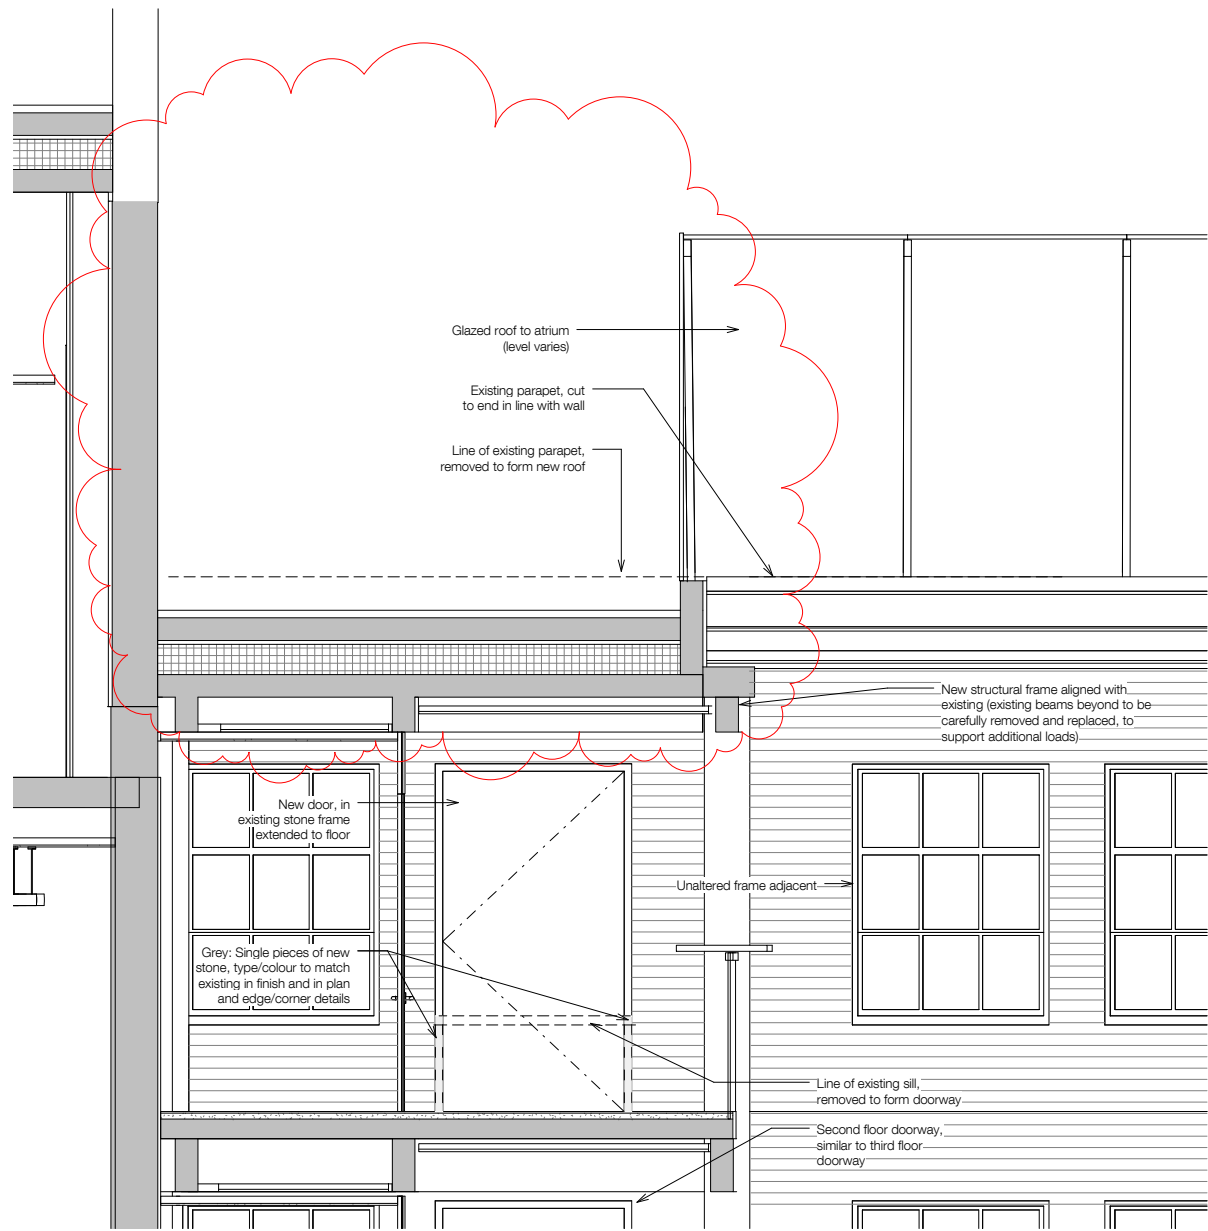 Glazed roof to atrium
(level varies)
Existing parapet, cut
to end in line with wall
Line of existing parapet,
removed to form new roof
New structural frame aligned with
existing (existing beams beyond to be
carefully removed and replaced, to
support additional loads)
New door, in
existing stone frame
extended to floor
Unaltered frame adjacent
Grey: Single pieces of new
stone, type/colour to match
existing in finish and in plan
and edge/corner details
Line of existing sill,
removed to form doorway
Second floor doorway,
similar to third floor
doorway